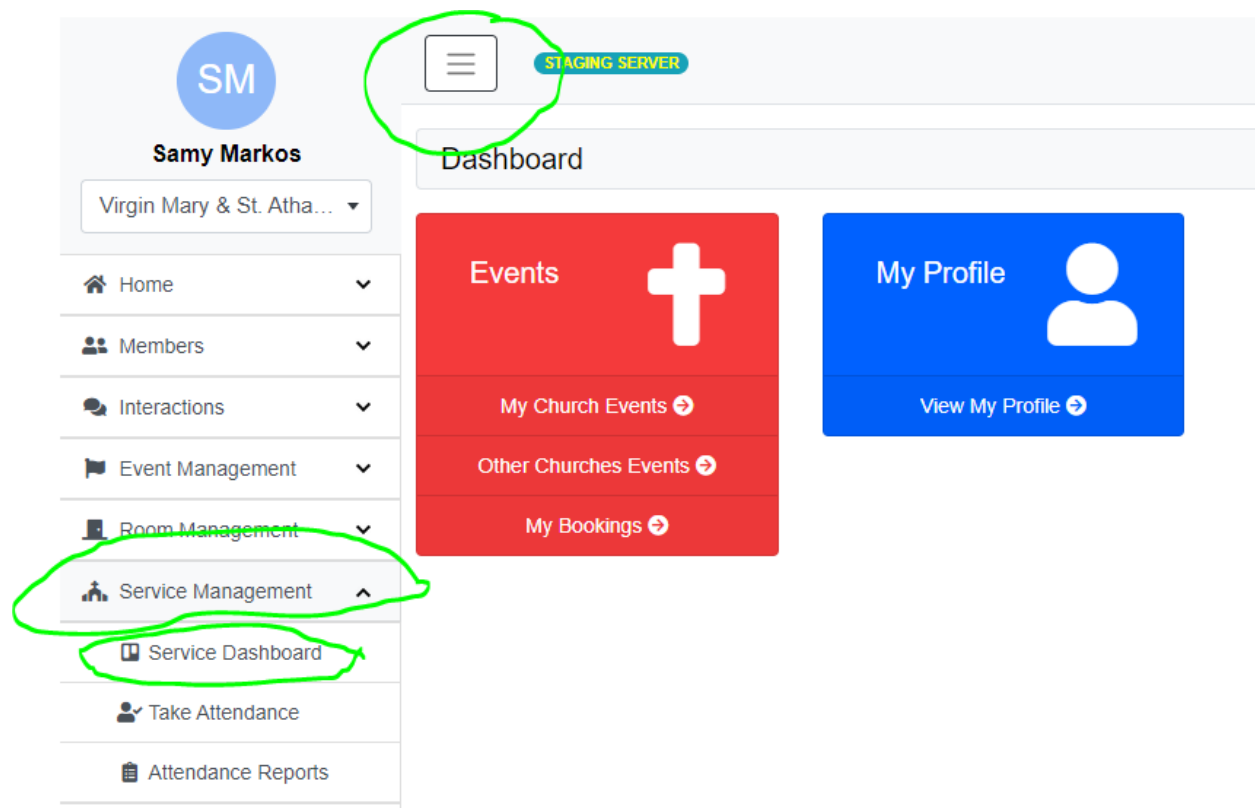 SM
Samy Markos
Virgin Mary & St. Atha...
Home
Members
Interactions
Event Management
Room Management
Service Management
Service Dashboard
Take Attendance
Attendance Reports
STAGING SERVER
Dashboard
Events
My Church Events
Other Churches Events
My Bookings
My Profile
View My Profile